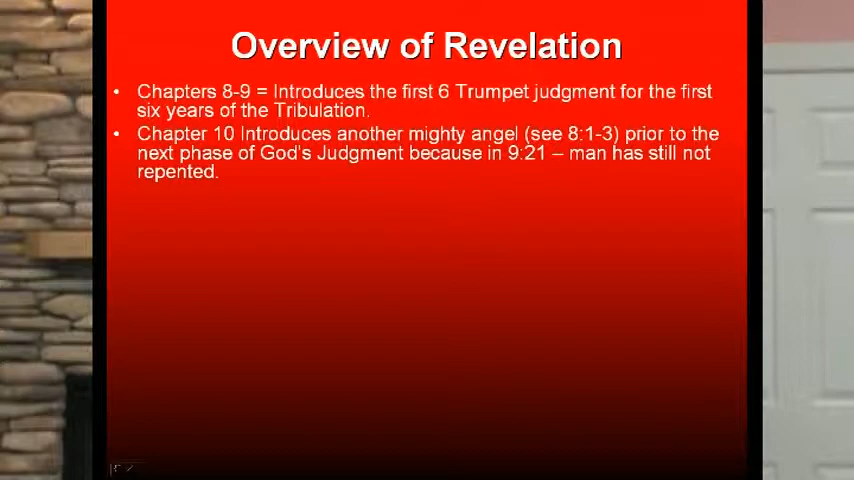 Overview of Revelation
• Chapters 8-9 = Introduces the first 6 Trumpet judgment for the first
six years of the Tribulation.
• Chapter 10 Introduces another mighty angel (see 8:1-3) prior to the
next phase of God's Judgment because in 9:21 – man has still not
repented.